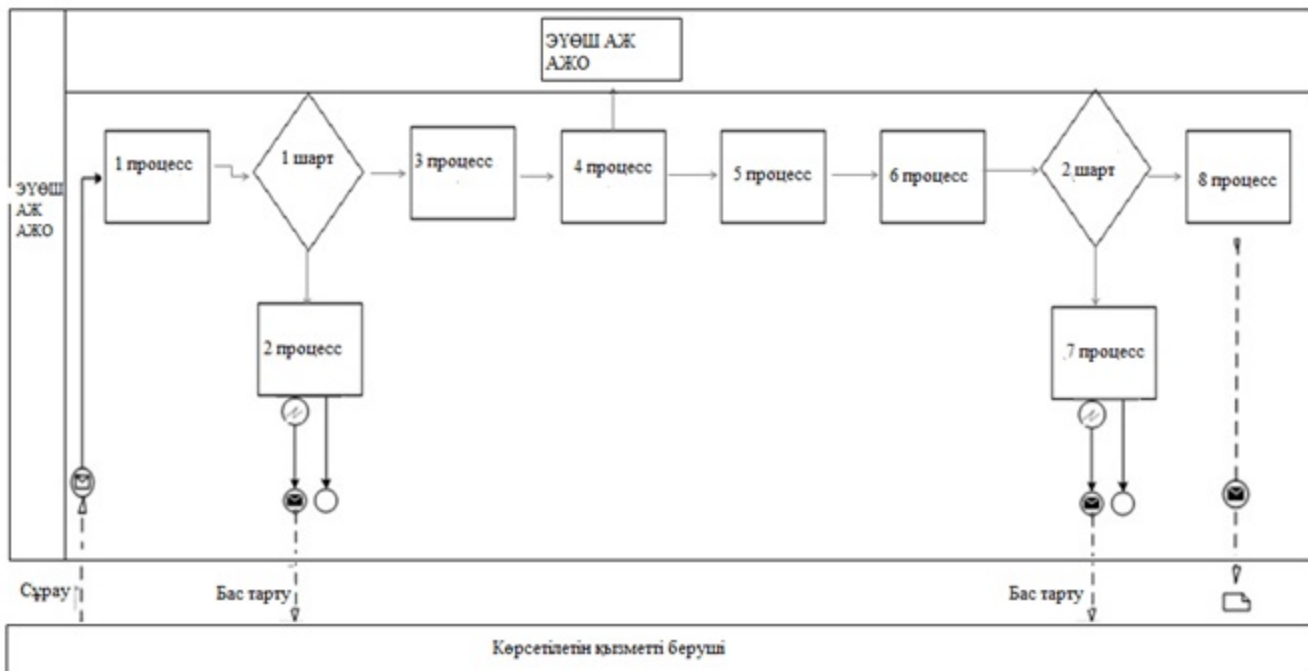 ЭҮӨШ АЖ
АЖО
ЭҮӨШ
АЖ
АЖО
1 процесс
1 шарт
3 процесс
4 процесс
5 процесс
6 процесс
2 шарт
8 процесс
2 процесс
7 процесс
Сұрау
Бас тарту
Бас тарту
Көрсетілетін қызметті беруші